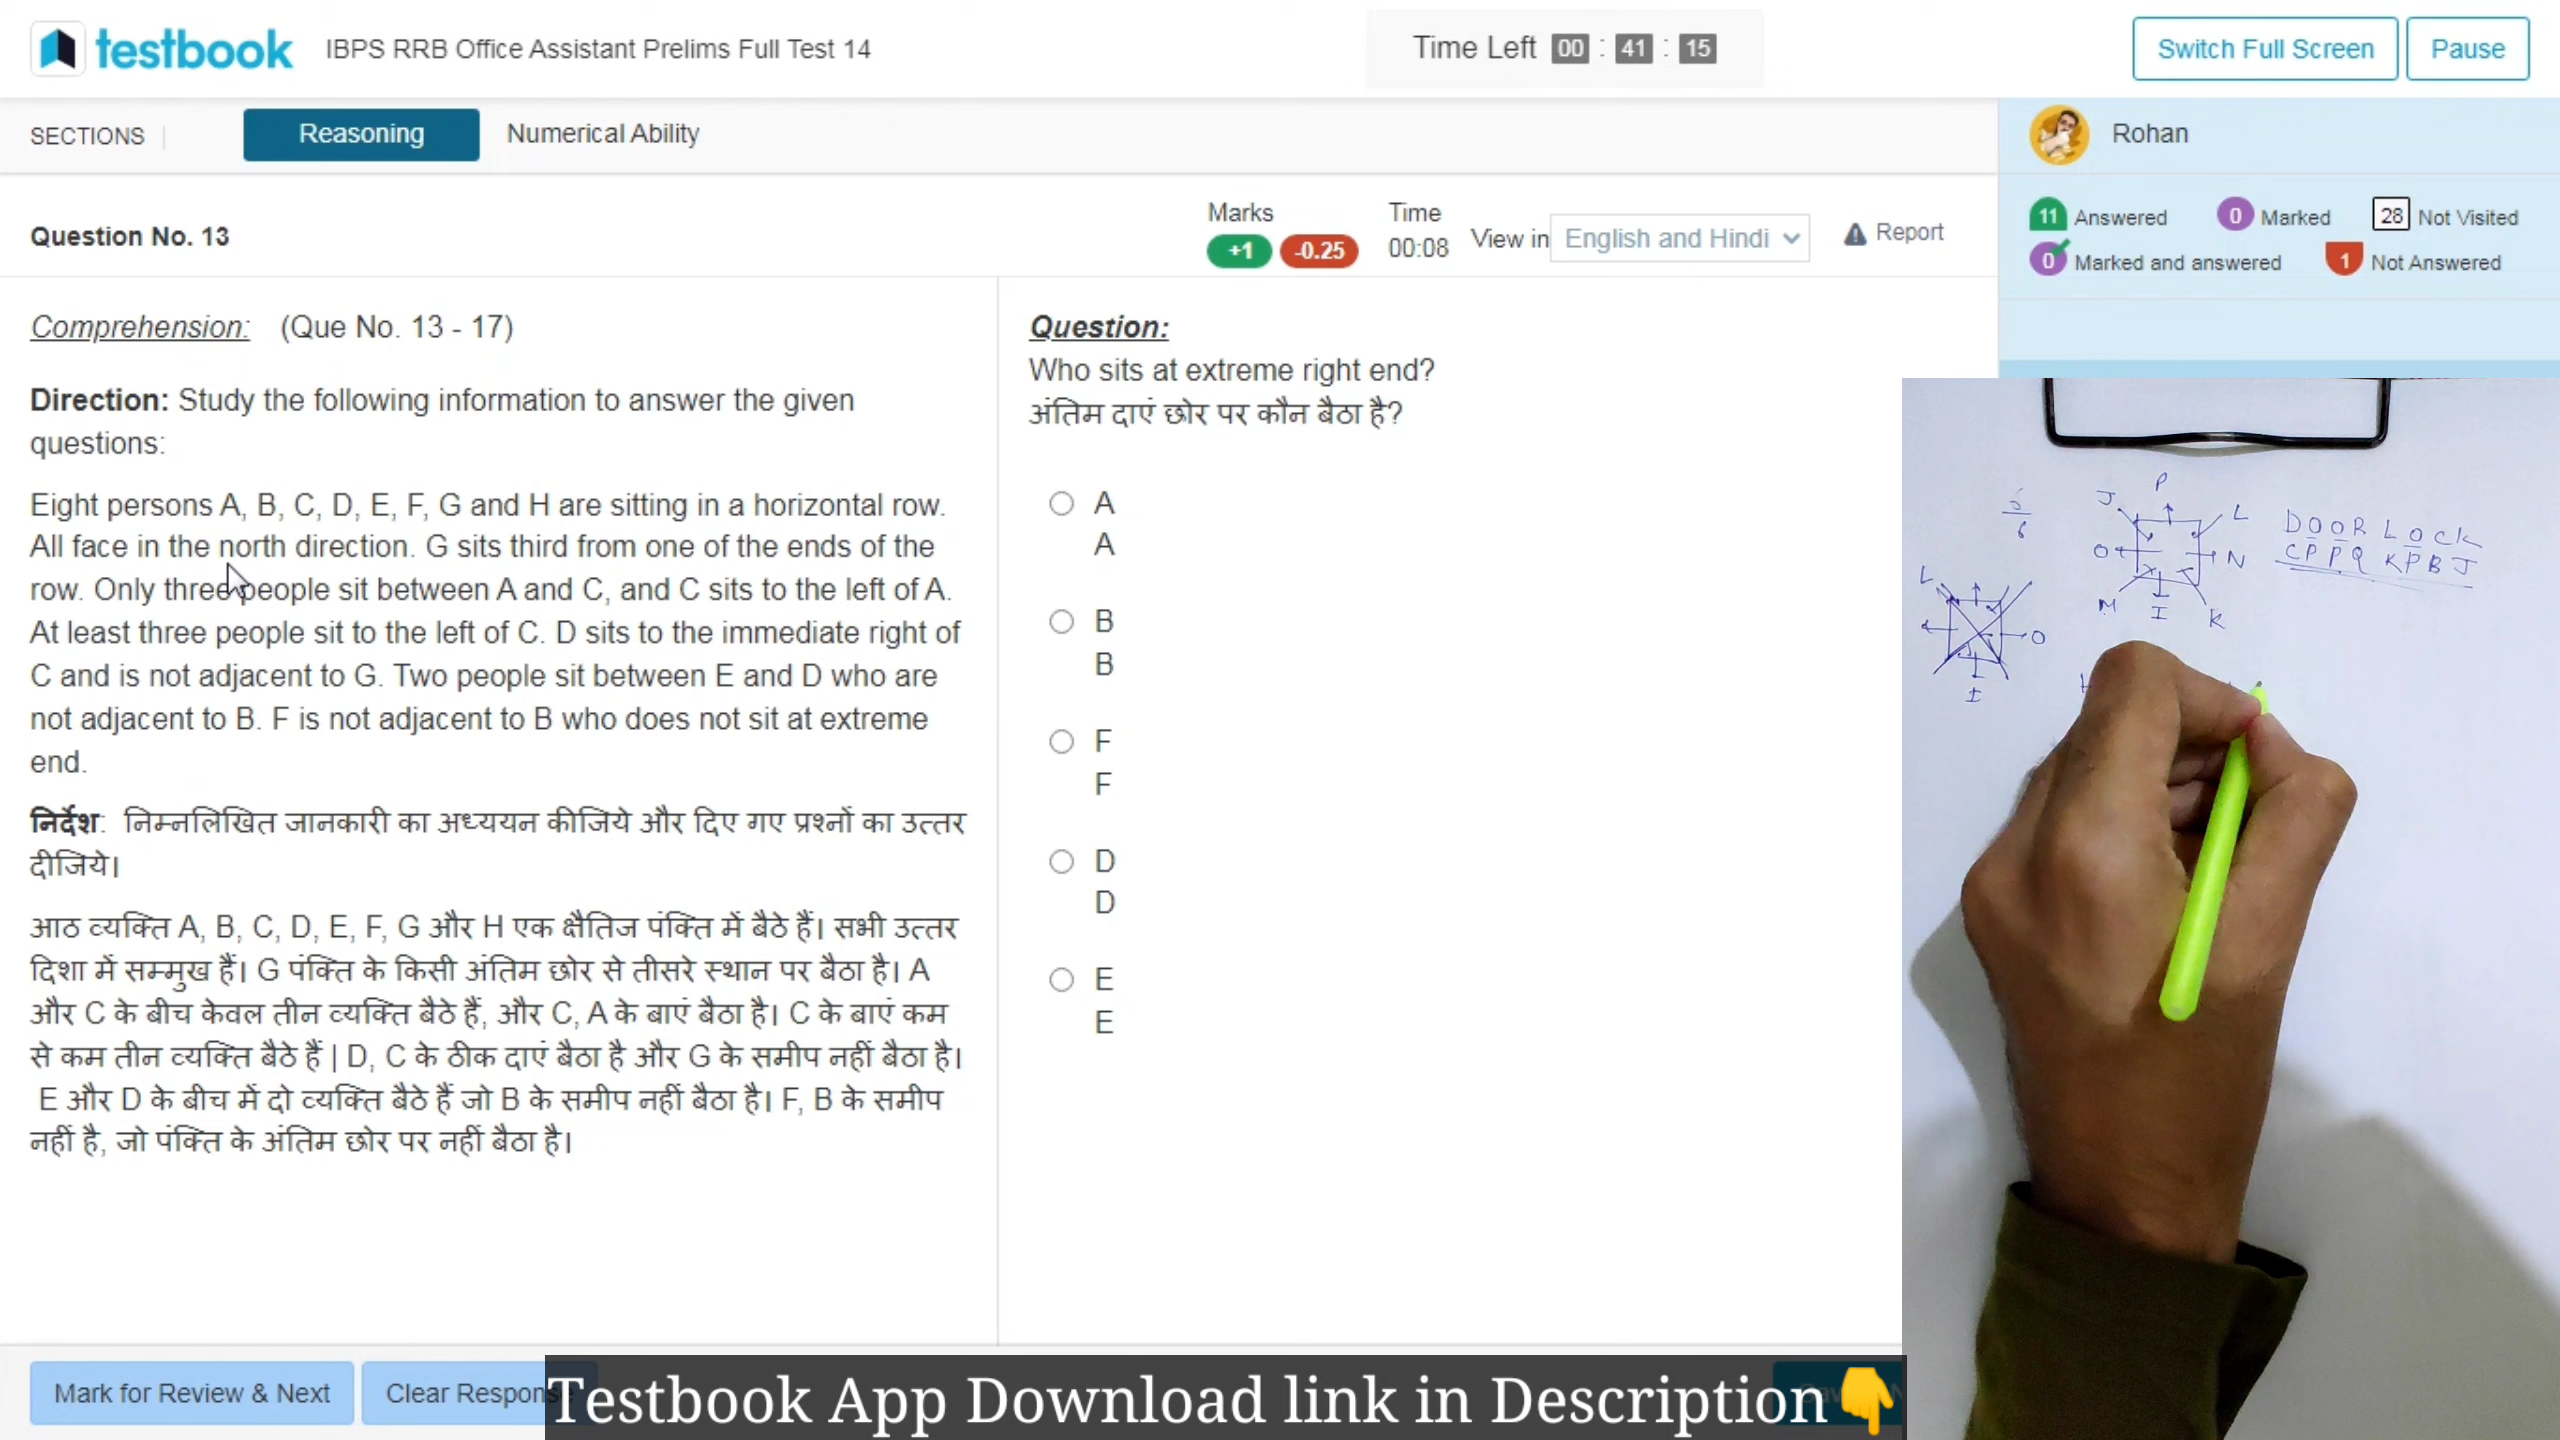 testbook
IBPS RRB Office Assistant Prelims Full Test 14
Time Left 00 : 41 : 15
Switch Full Screen
Pause
SECTIONS
Reasoning
Numerical Ability
Rohan
11 Answered
0 Marked
28 Not Visited
0 Marked and answered
1 Not Answered
Question No. 13
Marks
+1 -0.25
Time
00:08
View in English and Hindi
Report
Comprehension: (Que No. 13 - 17)
Direction: Study the following information to answer the given
questions:
Eight persons A, B, C, D, E, F, G and H are sitting in a horizontal row.
All face in the north direction. G sits third from one of the ends of the
row. Only three people sit between A and C, and C sits to the left of A.
At least three people sit to the left of C. D sits to the immediate right of
C and is not adjacent to G. Two people sit between E and D who are
not adjacent to B. F is not adjacent to B who does not sit at extreme
end.
निर्देश: निम्नलिखित जानकारी का अध्ययन कीजिये और दिए गए प्रश्नों का उत्तर
दीजिये।
आठ व्यक्ति A, B, C, D, E, F, G और H एक क्षैतिज पंक्ति में बैठे हैं। सभी उत्तर
दिशा में सम्मुख हैं। G पंक्ति के किसी अंतिम छोर से तीसरे स्थान पर बैठा है। A
और C के बीच केवल तीन व्यक्ति बैठे हैं, और C, A के बाएं बैठा है। C के बाएं कम
से कम तीन व्यक्ति बैठे हैं | D, C के ठीक दाएं बैठा है और G के समीप नहीं बैठा है।
E और D के बीच में दो व्यक्ति बैठे हैं जो B के समीप नहीं बैठा है। F, B के समीप
नहीं है, जो पंक्ति के अंतिम छोर पर नहीं बैठा है।
Question:
Who sits at extreme right end?
अंतिम दाएं छोर पर कौन बैठा है?
A
A
B
B
F
F
D
D
E
E
P
J
L
O
N
M
I
K
DOOR LOCK
CPPQ KPBJ
L
O
I
Mark for Review & Next
Clear Response
Testbook App Download link in Description👇